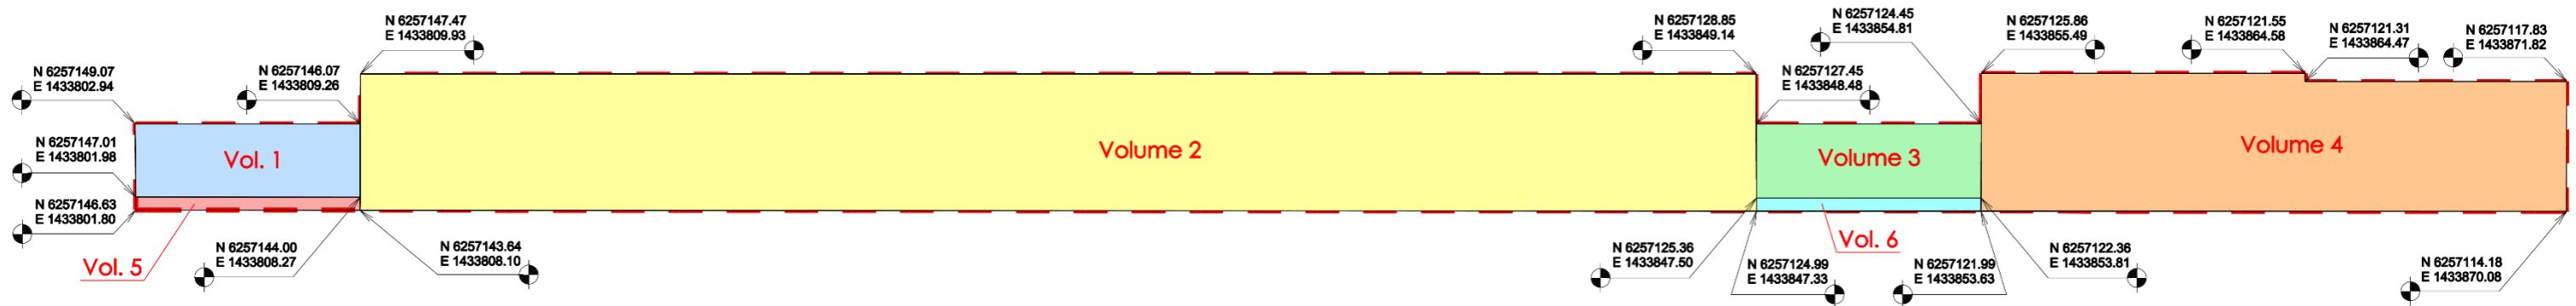 N 6257147.47
E 1433809.93
N 6257128.85
E 1433849.14
N 6257124.45
E 1433854.81
N 6257125.86
E 1433855.49
N 6257121.55
E 1433864.58
N 6257121.31
E 1433864.47
N 6257117.83
E 1433871.82
N 6257149.07
E 1433802.94
N 6257146.07
E 1433809.26
N 6257127.45
E 1433848.48
N 6257147.01
E 1433801.98
Vol. 1
Volume 2
Volume 3
Volume 4
N 6257146.63
E 1433801.80
Vol. 5
N 6257144.00
E 1433808.27
N 6257143.64
E 1433808.10
N 6257125.36
E 1433847.50
N 6257124.99
E 1433847.33
Vol. 6
N 6257121.99
E 1433853.63
N 6257122.36
E 1433853.81
N 6257114.18
E 1433870.08